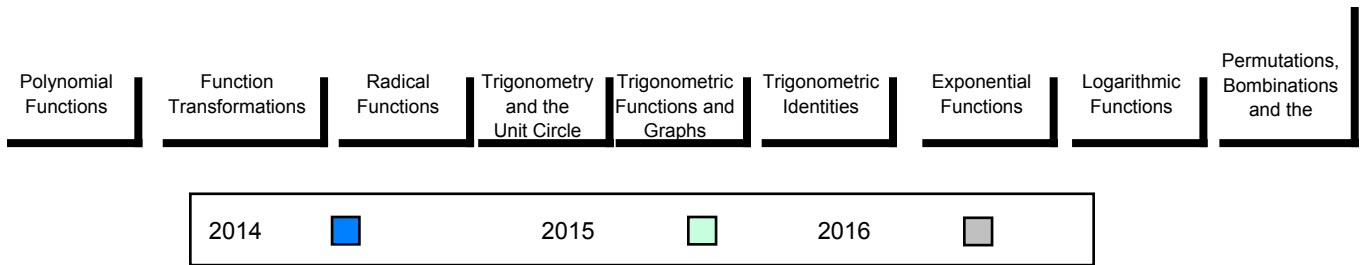 Polynomial
Functions
Function
Transformations
Radical
Functions
Trigonometry
and the
Unit Circle
Trigonometric
Functions and
Graphs
Trigonometric
Identities
Exponential
Functions
Logarithmic
Functions
Permutations,
Bombinations
and the
2014 2015 2016